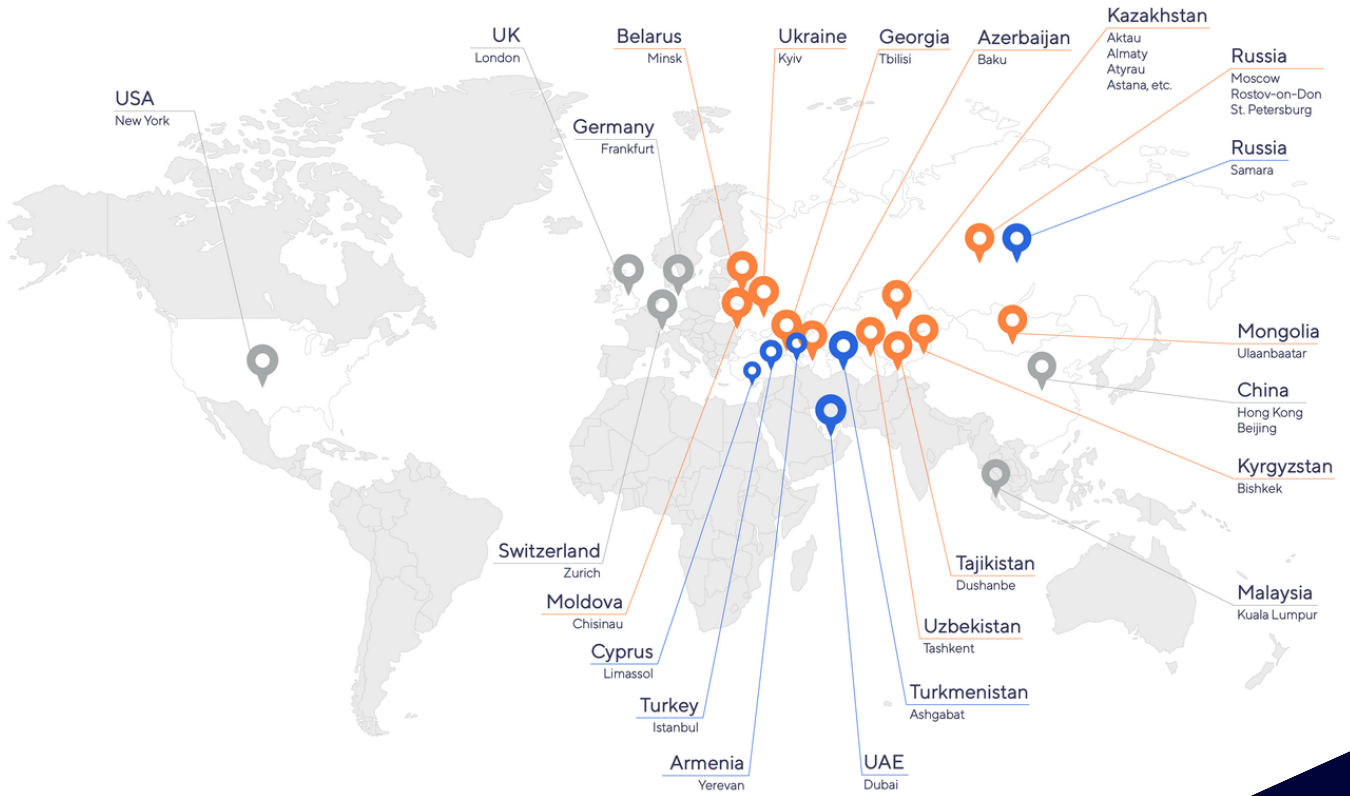 Kazakhstan
Aktau
Almaty
Atyrau
Astana, etc.
UK
London
Belarus
Minsk
Ukraine
Kyiv
Georgia
Tbilisi
Azerbaijan
Baku
Russia
Moscow
Rostov-on-Don
St. Petersburg
USA
New York
Germany
Frankfurt
Russia
Samara
Mongolia
Ulaanbaatar
China
Hong Kong
Beijing
Kyrgyzstan
Bishkek
Switzerland
Zurich
Tajikistan
Dushanbe
Malaysia
Kuala Lumpur
Moldova
Chisinau
Uzbekistan
Tashkent
Cyprus
Limassol
Turkmenistan
Ashgabat
Turkey
Istanbul
Armenia
Yerevan
UAE
Dubai